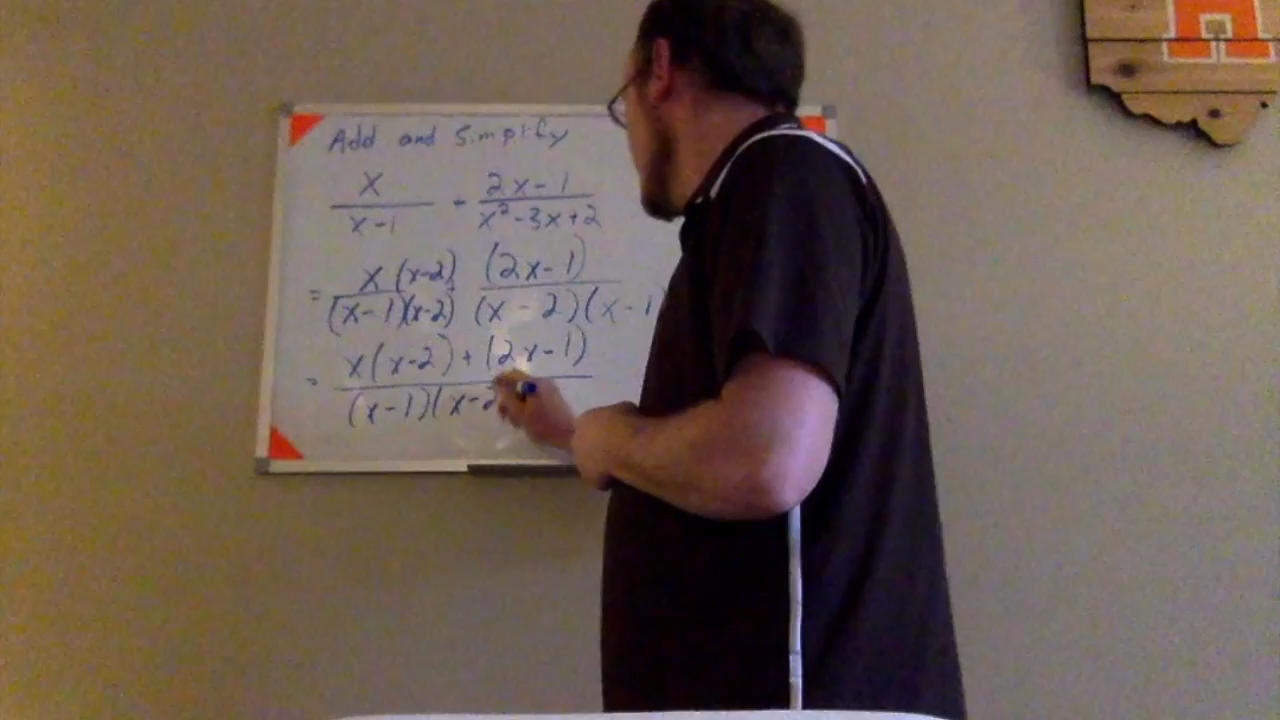 Add and Simplify
x/(x-1) + (2x-1)/(x²-3x+2)
= x(x-2)/(x-1)(x-2) (2x-1)/(x-2)(x-1)
= x(x-2)+(2x-1)/(x-1)(x-2